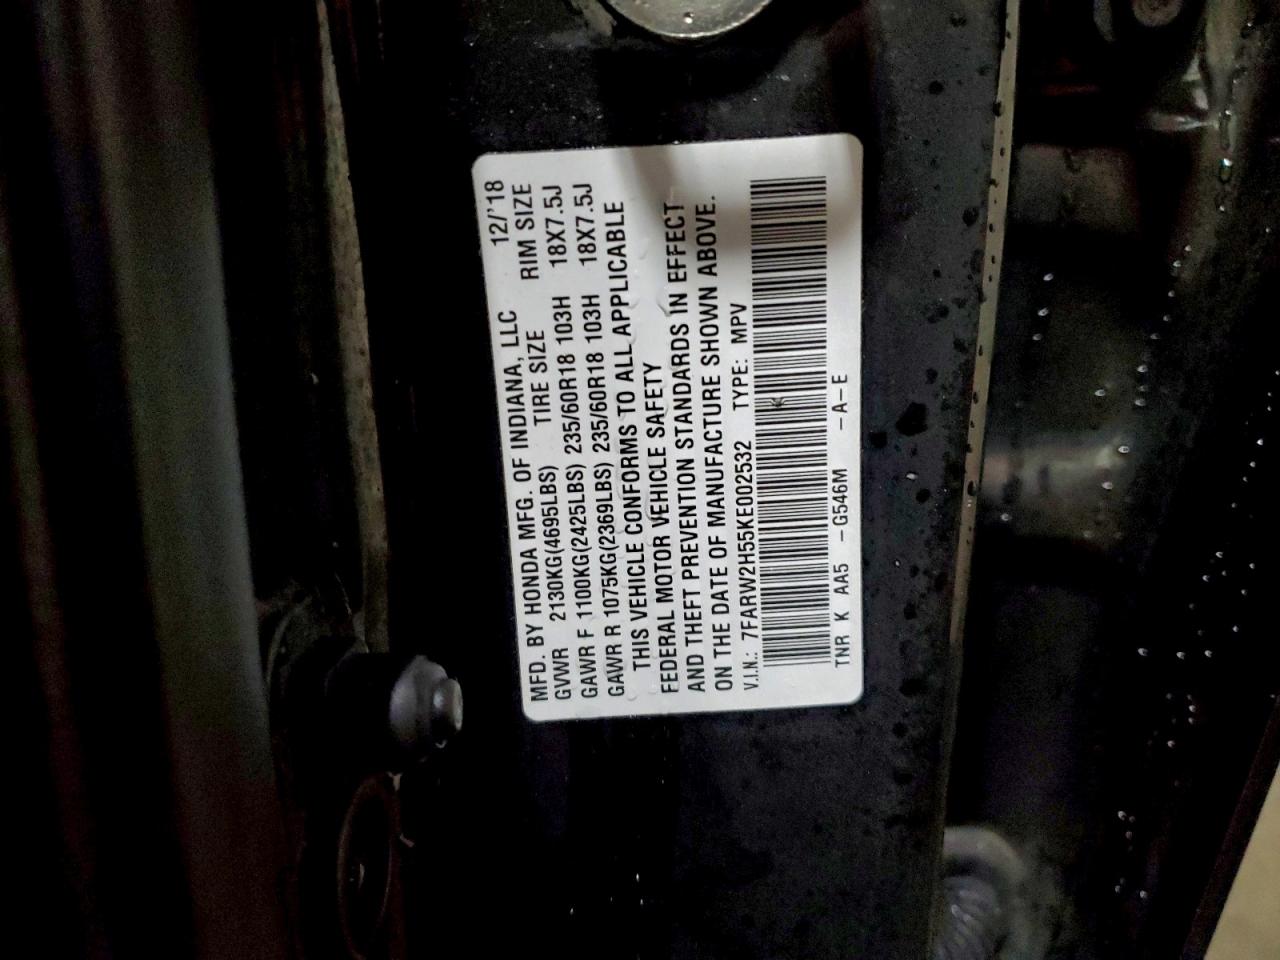 MFD. BY HONDA MFG. OF INDIANA, LLC 12/'18
GVWR 2130KG(4695LBS) TIRE SIZE RIM SIZE
GAWR F 1100KG(2425LBS) 235/60R18 103H 18X7.5J
GAWR R 1075KG(2369LBS) 235/60R18 103H 18X7.5J
THIS VEHICLE CONFORMS TO ALL APPLICABLE
FEDERAL MOTOR VEHICLE SAFETY
AND THEFT PREVENTION STANDARDS IN EFFECT
ON THE DATE OF MANUFACTURE SHOWN ABOVE.
V.I.N.: 7FARW2H55KE002532 TYPE: MPV
K
TNR K AA5 -G546M -A-E